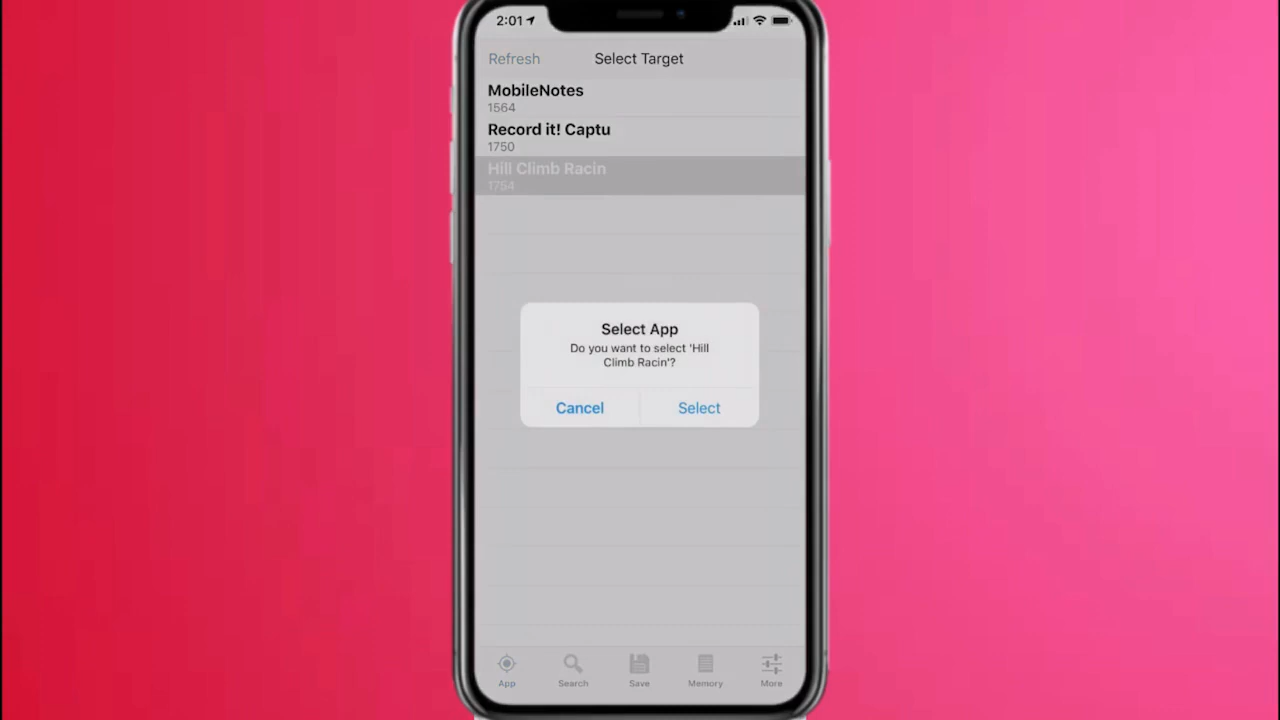 2:01
Refresh
Select Target
MobileNotes
1564
Record it! Captu
1750
Hill Climb Racin
1754
Select App
Do you want to select 'Hill
Climb Racin'?
Cancel
Select
App
Search
Save
Memory
More